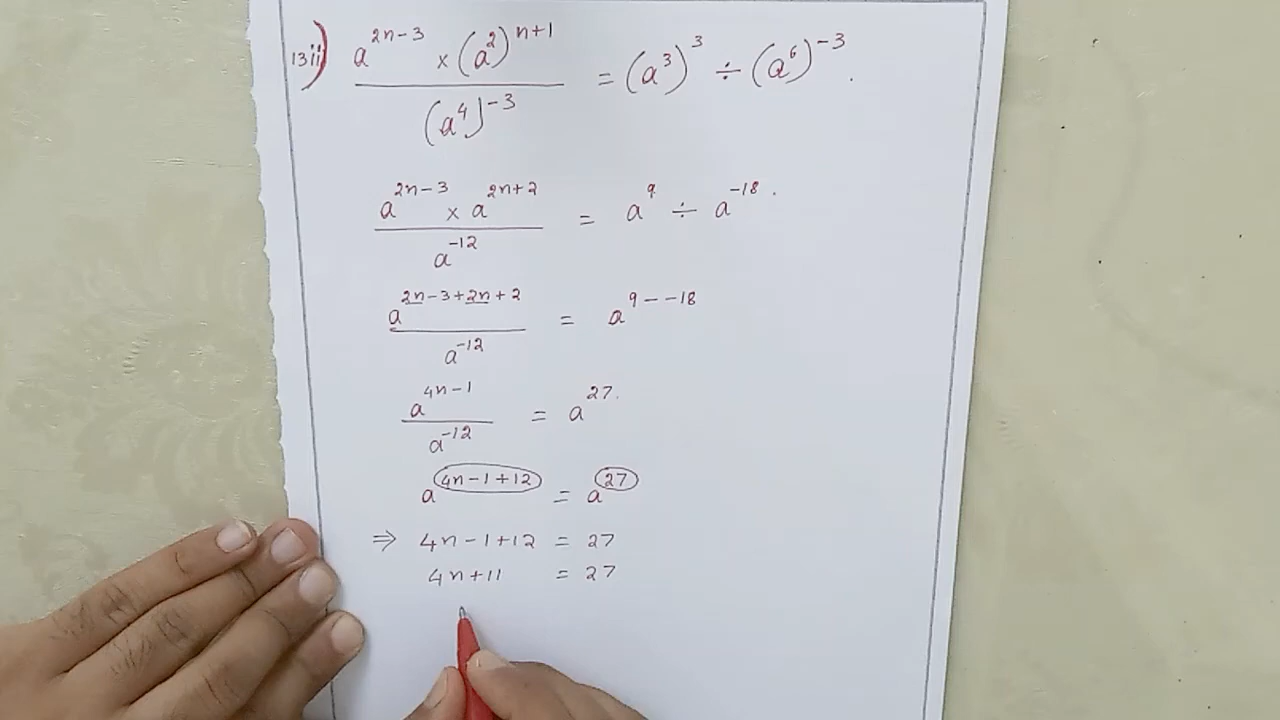 13ii) a^{2n-3} × (a^2)^{n+1} / (a^4)^{-3} = (a^3)^3 ÷ (a^6)^{-3}.
a^{2n-3} × a^{2n+2} / a^{-12} = a^9 ÷ a^{-18}.
a^{2n-3+2n+2} / a^{-12} = a^{9--18}
a^{4n-1} / a^{-12} = a^{27}.
a^{4n-1+12} = a^{27}
⇒ 4n-1+12 = 27
4n+11 = 27